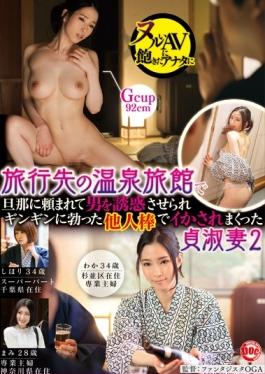 ヌルいAVに
飽きたアナタに
Gcup
92cm
旅行先の温泉旅館で
旦那に頼まれて男を誘惑させられ
ギンギンに勃った他人棒でイかされまくった
貞淑妻2
しほり 34歳
スーパーパート
千葉県在住
わか 34歳
杉並区在住
専業主婦
まみ 28歳
専業主婦
神奈川県在住
監督:ファンタジスタOGA